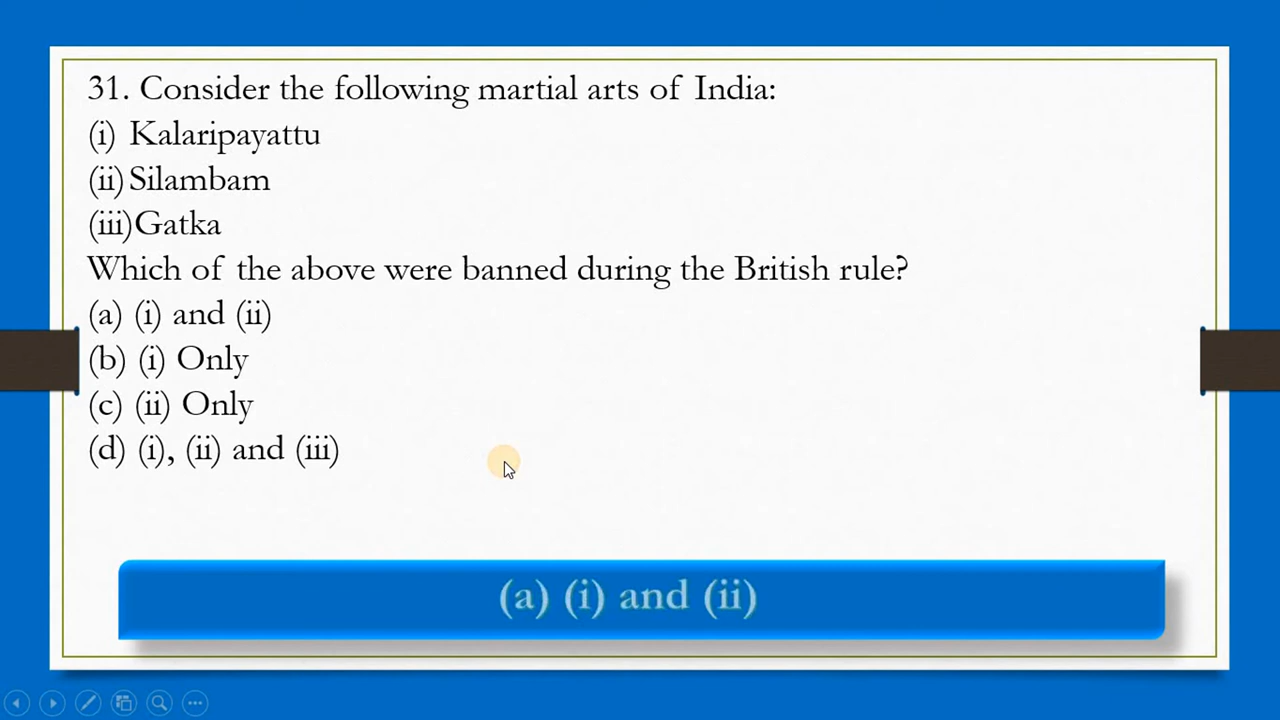 31. Consider the following martial arts of India:
(i) Kalaripayattu
(ii) Silambam
(iii)Gatka
Which of the above were banned during the British rule?
(a) (i) and (ii)
(b) (i) Only
(c) (ii) Only
(d) (i), (ii) and (iii)
(a) (i) and (ii)